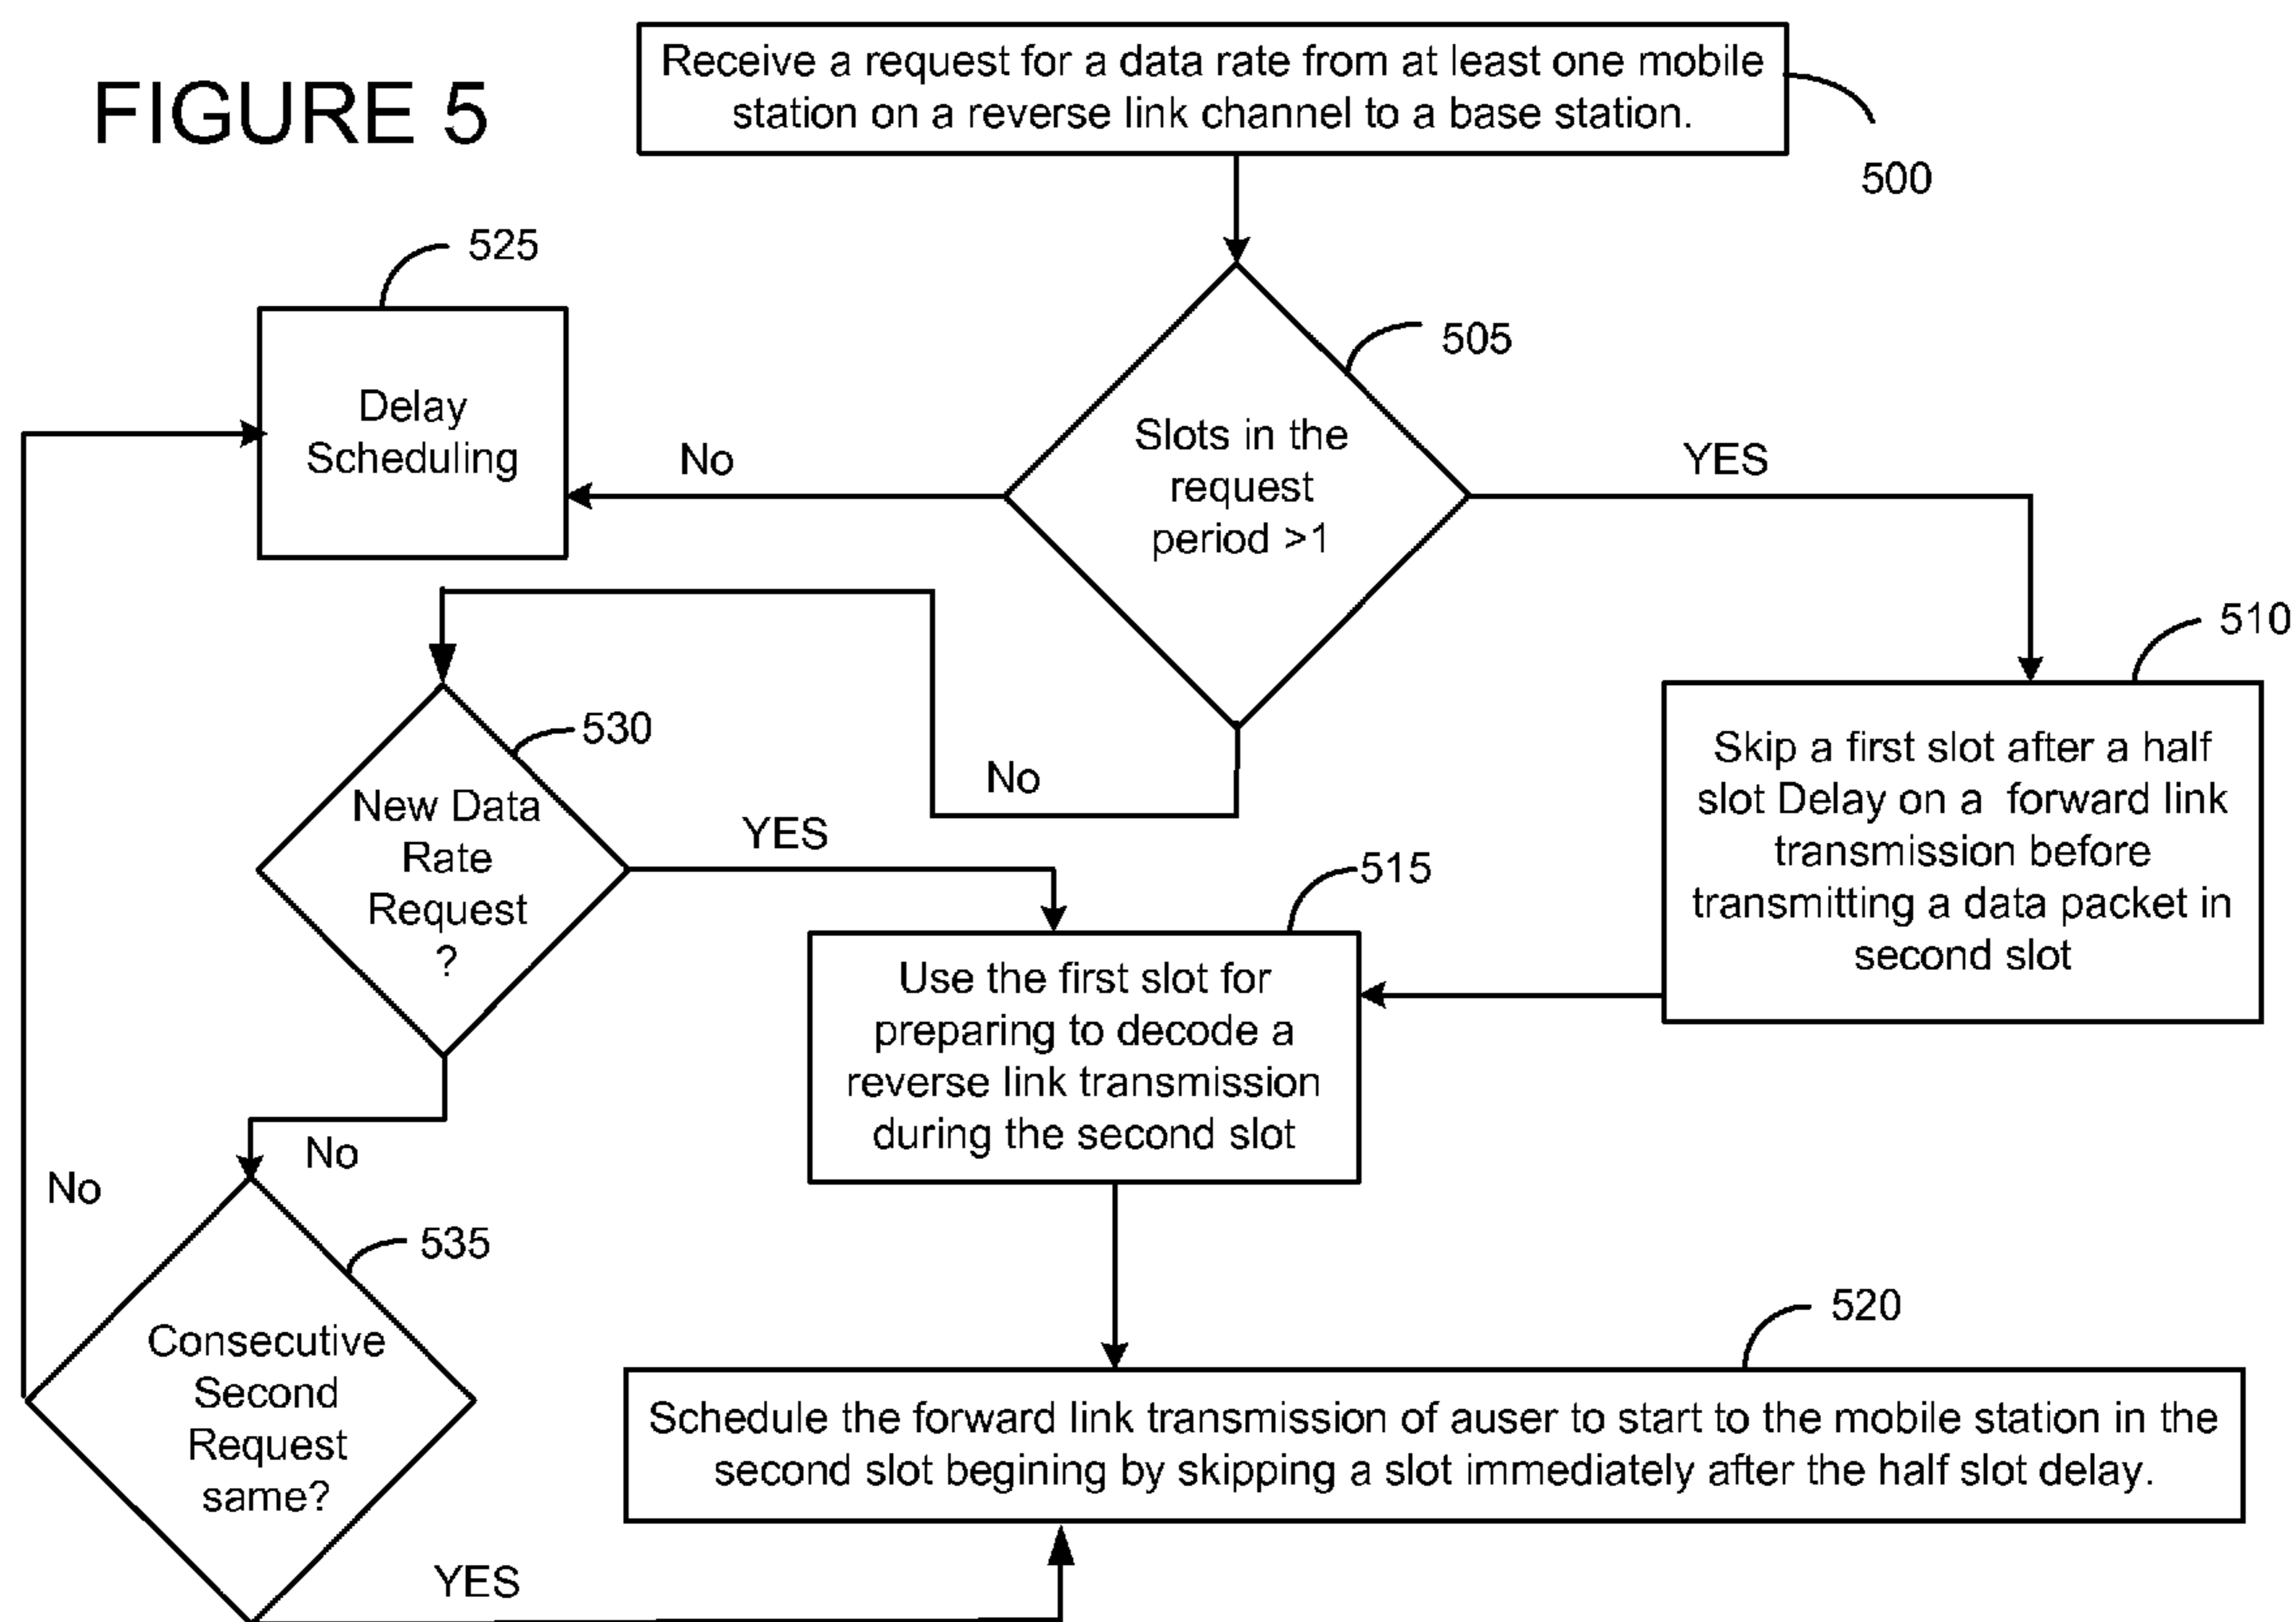 FIGURE 5
Receive a request for a data rate from at least one mobile
station on a reverse link channel to a base station.
500
525
Delay
Scheduling
No
505
Slots in the
request
period >1
YES
510
Skip a first slot after a half
slot Delay on a forward link
transmission before
transmitting a data packet in
second slot
No
530
New Data
Rate
Request
?
YES
515
Use the first slot for
preparing to decode a
reverse link transmission
during the second slot
No
No
535
Consecutive
Second
Request
same?
YES
520
Schedule the forward link transmission of auser to start to the mobile station in the
second slot begining by skipping a slot immediately after the half slot delay.